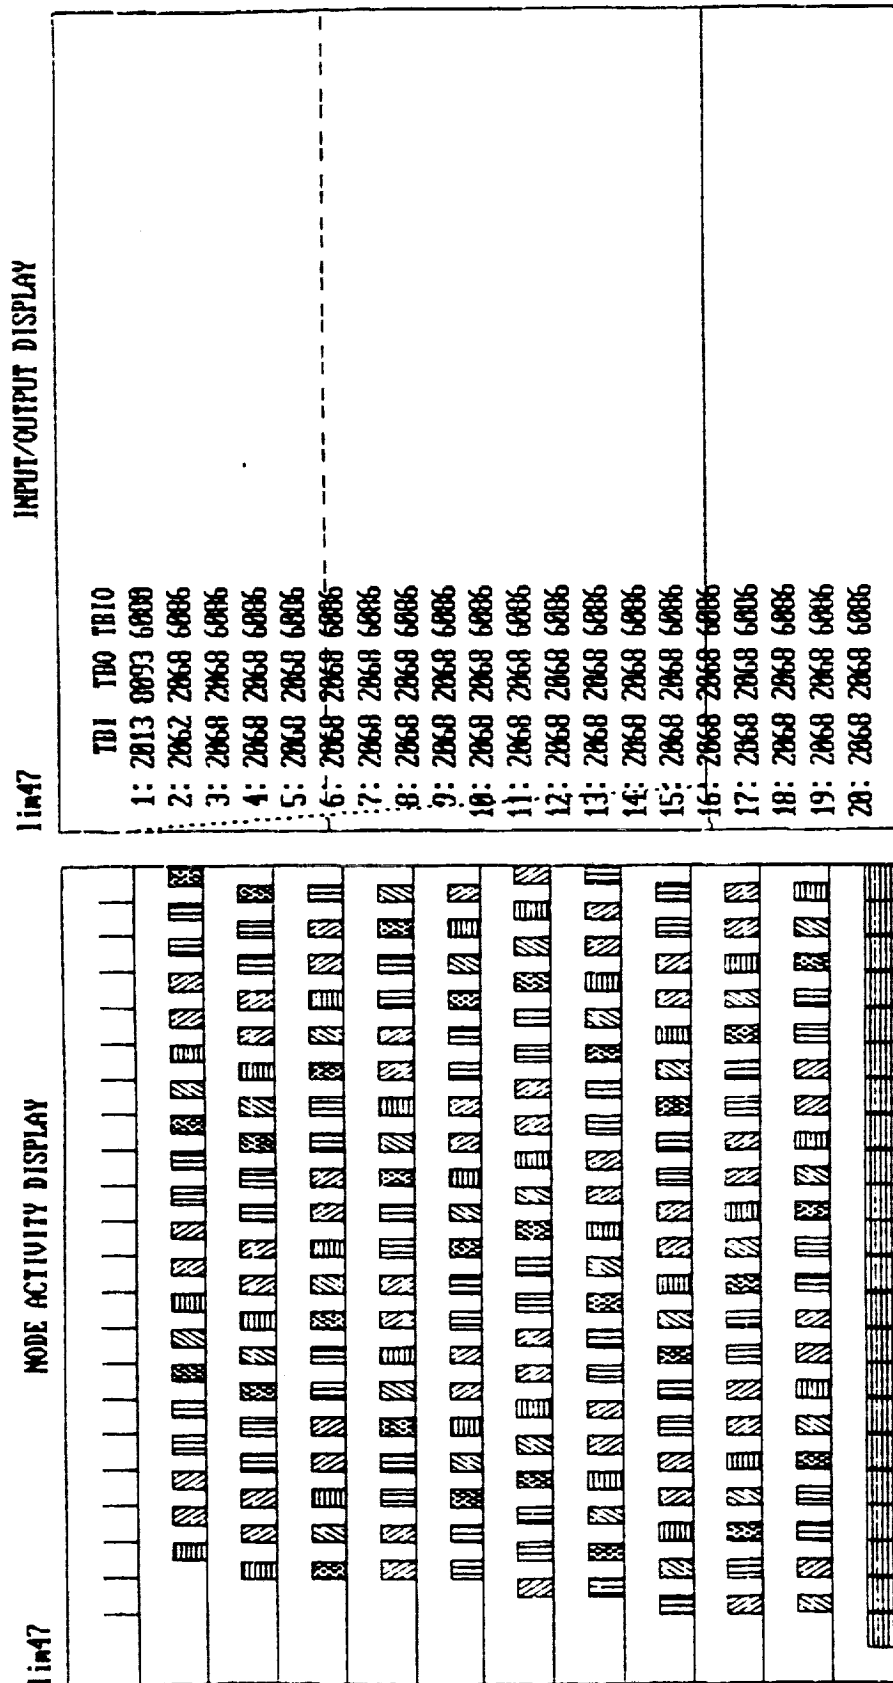 lim47
NODE ACTIVITY DISPLAY
lim47
INPUT/OUTPUT DISPLAY
TBI TBO TBIO
1: 2013 8093 6080
2: 2062 2068 6086
3: 2068 2068 6086
4: 2068 2068 6086
5: 2068 2068 6086
6: 2068 2068 6086
7: 2068 2068 6086
8: 2068 2068 6086
9: 2068 2068 6086
10: 2068 2068 6086
11: 2068 2068 6086
12: 2068 2068 6086
13: 2068 2068 6086
14: 2068 2068 6086
15: 2068 2068 6086
16: 2068 2068 6086
17: 2068 2068 6086
18: 2068 2068 6086
19: 2068 2068 6086
20: 2068 2068 6086